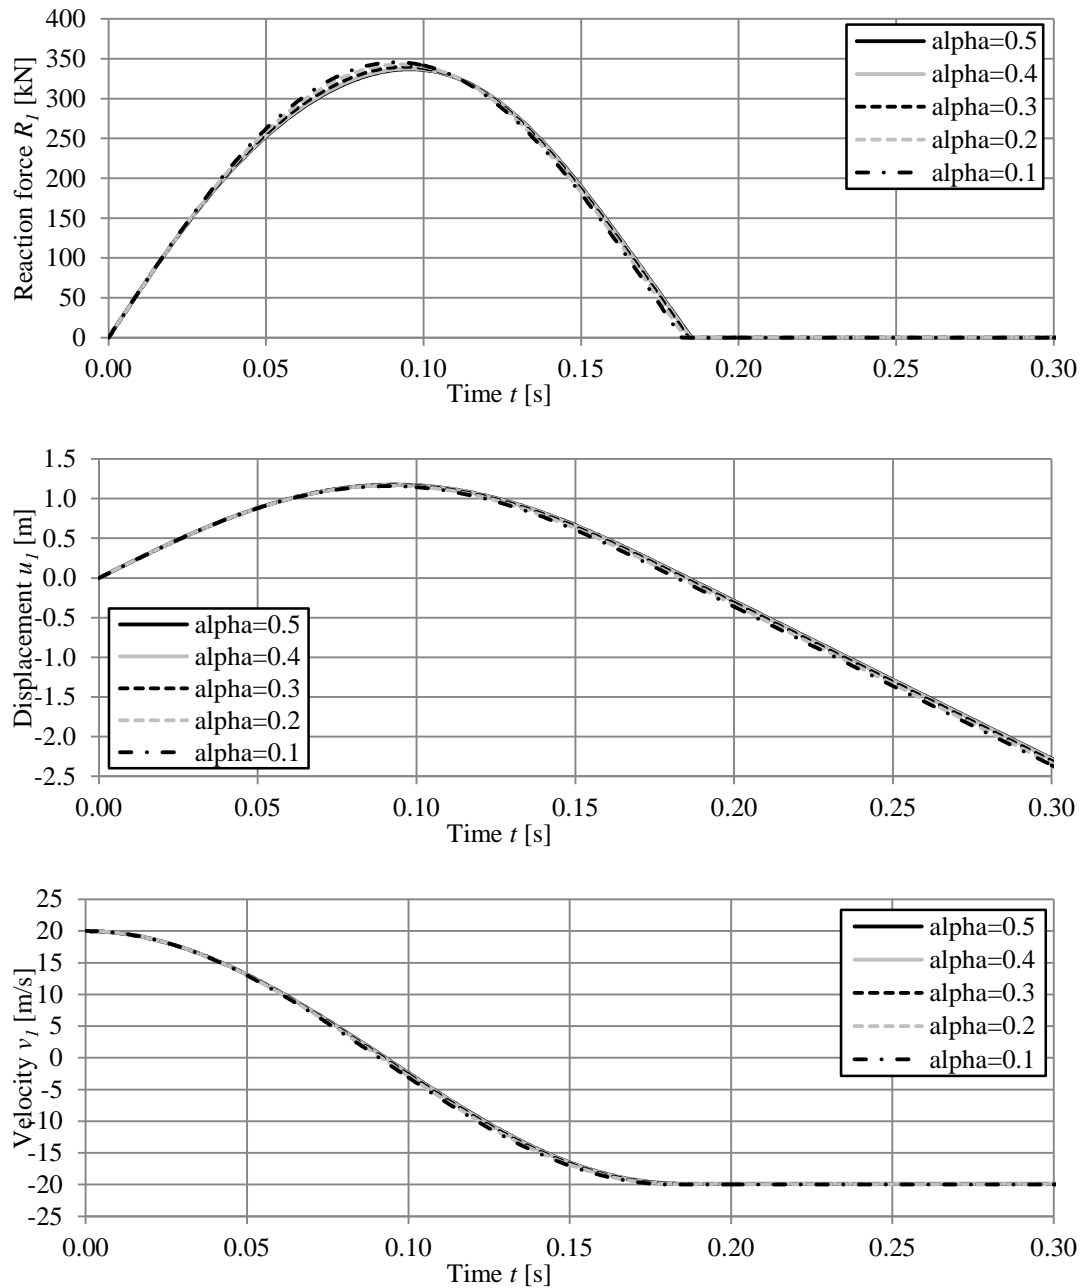 Reaction force R1 [kN]
400
350
300
250
200
150
100
50
0
alpha=0.5
alpha=0.4
alpha=0.3
alpha=0.2
alpha=0.1
0.00 0.05 0.10 0.15 0.20 0.25 0.30
Time t [s]
Displacement u1 [m]
1.5
1.0
0.5
0.0
-0.5
-1.0
-1.5
-2.0
-2.5
alpha=0.5
alpha=0.4
alpha=0.3
alpha=0.2
alpha=0.1
0.00 0.05 0.10 0.15 0.20 0.25 0.30
Time t [s]
Velocity v1 [m/s]
25
20
15
10
5
0
-5
-10
-15
-20
-25
alpha=0.5
alpha=0.4
alpha=0.3
alpha=0.2
alpha=0.1
0.00 0.05 0.10 0.15 0.20 0.25 0.30
Time t [s]